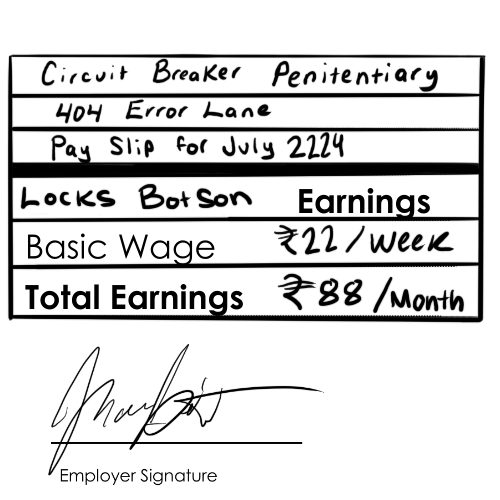 Circuit Breaker Penitentiary
404 Error Lane
Pay Slip for July 2224
Locks Botson Earnings
Basic Wage ₹22/week
Total Earnings ₹88/Month
Employer Signature